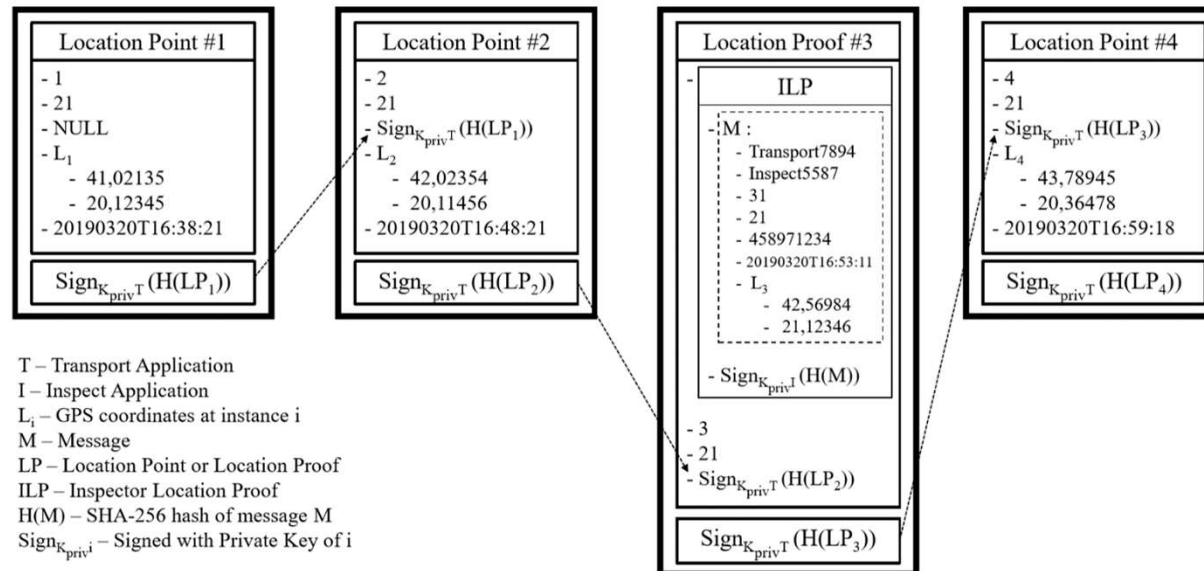 Location Point #1
- 1
- 21
- NULL
- L1
- 41,02135
- 20,12345
- 20190320T16:38:21
SignKprivT(H(LP1))
Location Point #2
- 2
- 21
- SignKprivT(H(LP1))
- L2
- 42,02354
- 20,11456
- 20190320T16:48:21
SignKprivT(H(LP2))
Location Proof #3
-
ILP
- M :
- Transport7894
- Inspect5587
- 31
- 21
- 458971234
- 20190320T16:53:11
- L3
- 42,56984
- 21,12346
- SignKprivI(H(M))
- 3
- 21
- SignKprivT(H(LP2))
SignKprivT(H(LP3))
Location Point #4
- 4
- 21
- SignKprivT(H(LP3))
- L4
- 43,78945
- 20,36478
- 20190320T16:59:18
SignKprivT(H(LP4))
T – Transport Application
I – Inspect Application
Li – GPS coordinates at instance i
M – Message
LP – Location Point or Location Proof
ILP – Inspector Location Proof
H(M) – SHA-256 hash of message M
SignKprivi – Signed with Private Key of i